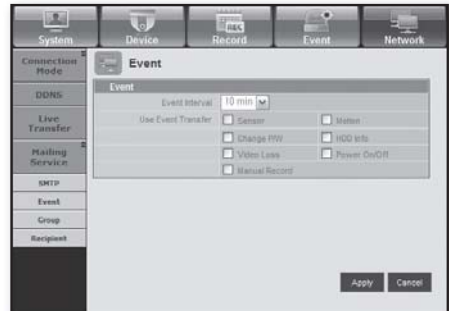 System Device Record Event Network
REC
Connection Mode
DDNS
Live Transfer
Mailing Service
SMTP
Event
Group
Recipient
Event
Event
Event Interval 10 min
Use Event Transfer Sensor Motion
Change P/W HDD Info
Video Loss Power On/Off
Manual Record
Apply Cancel